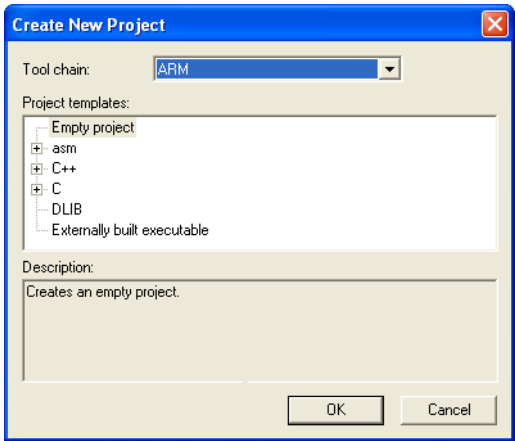 Create New Project
Tool chain: ARM
Project templates:
Empty project
asm
C++
C
DLIB
Externally built executable
Description:
Creates an empty project.
OK Cancel